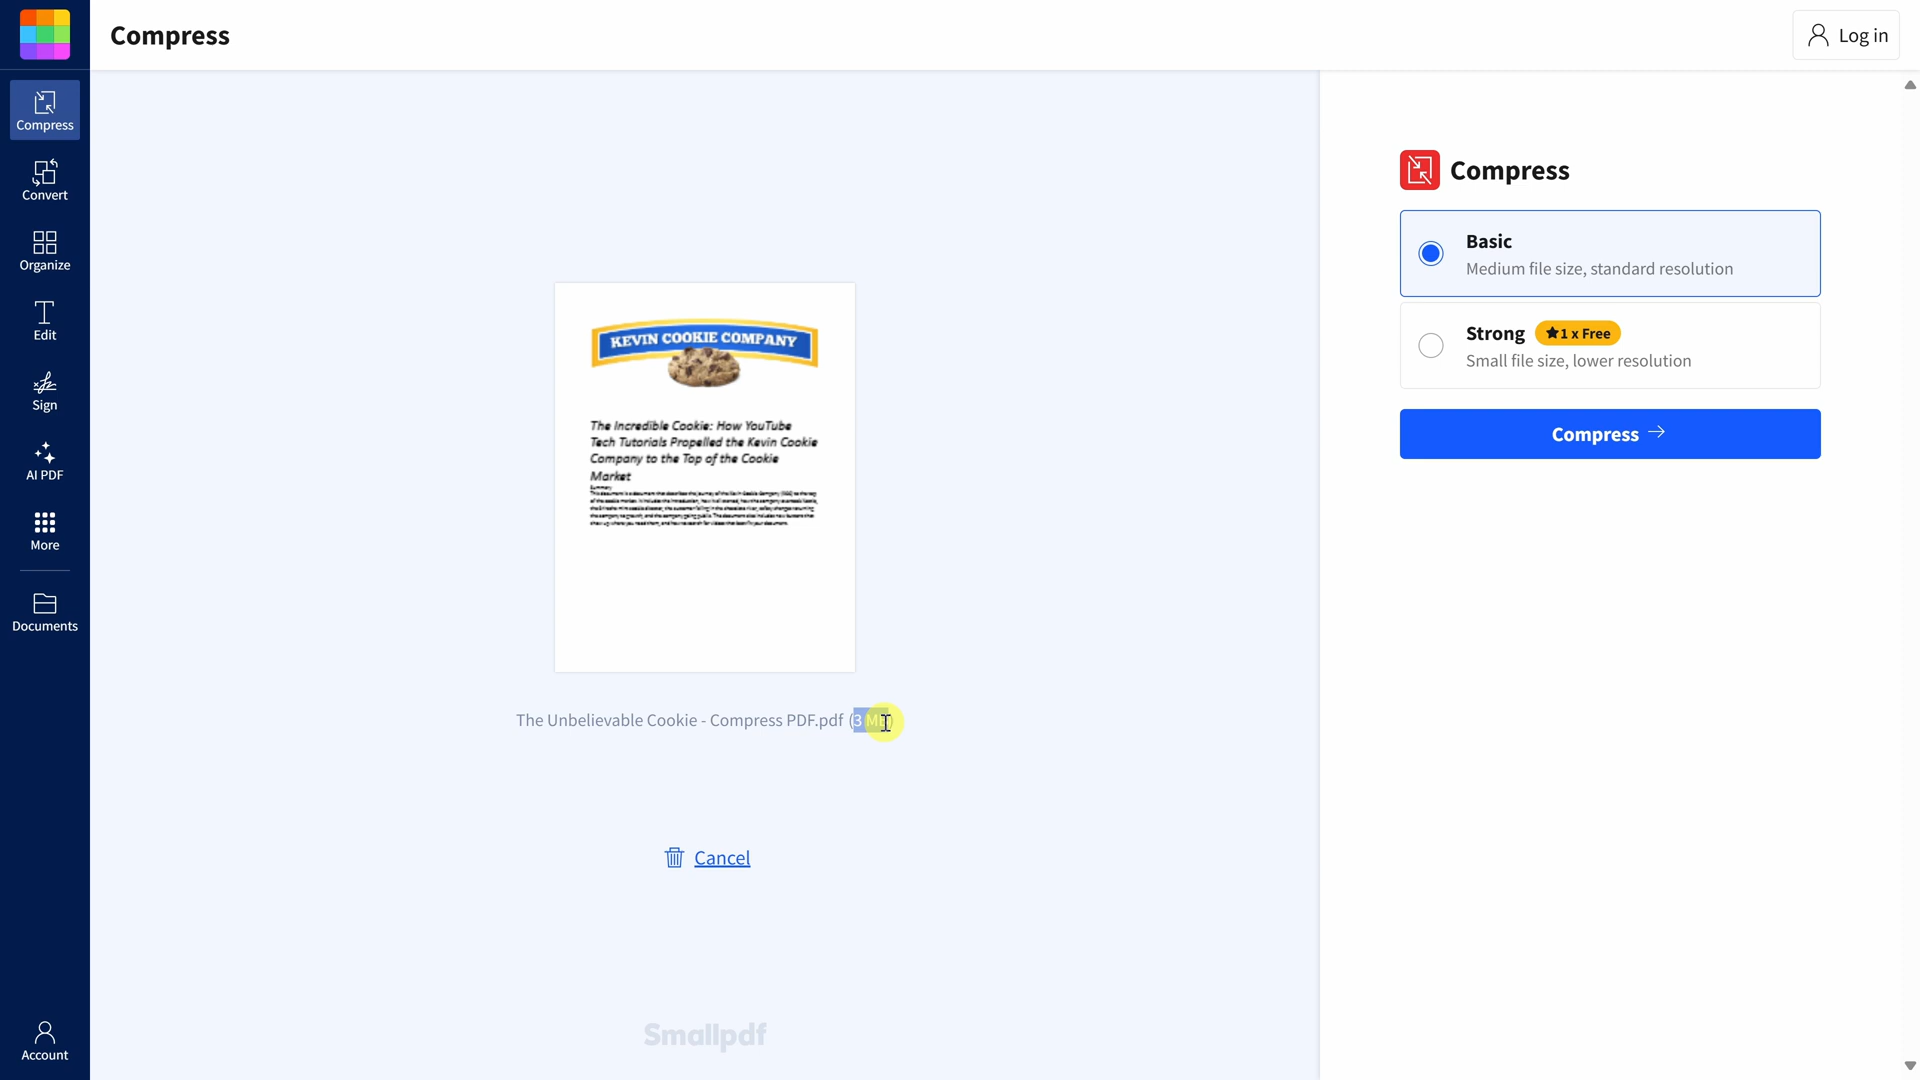 Compress
Log in
Compress
Convert
Organize
Edit
Sign
AI PDF
More
Documents
Account
KEVIN COOKIE COMPANY
The Incredible Cookie: How YouTube
Tech Tutorials Propelled the Kevin Cookie
Company to the Top of the Cookie
Market
Summary
The Unbelievable Cookie - Compress PDF.pdf (3 MB)
Cancel
Smallpdf
Compress
Basic
Medium file size, standard resolution
Strong
1 x Free
Small file size, lower resolution
Compress